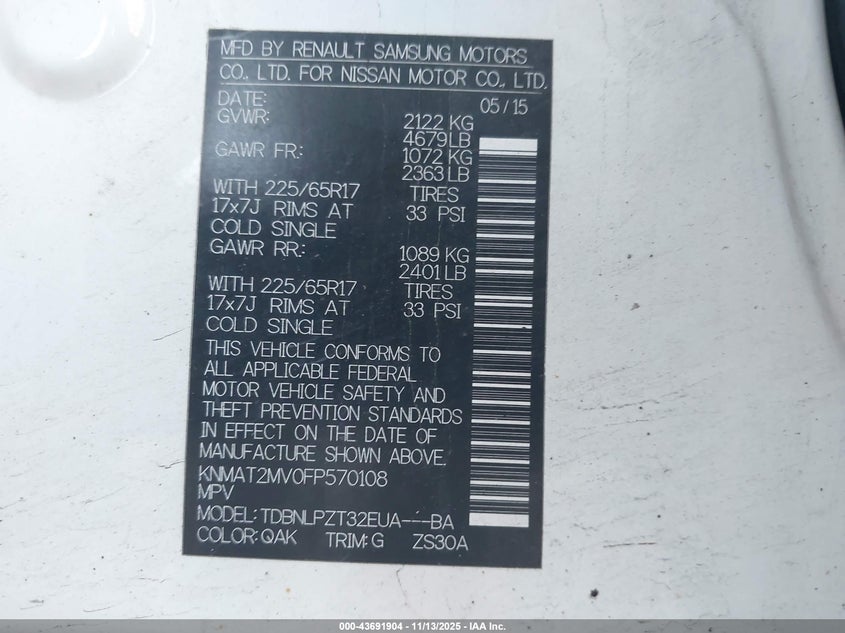 MFD BY RENAULT SAMSUNG MOTORS
CO., LTD. FOR NISSAN MOTOR CO., LTD.
DATE: 05/15
GVWR: 2122 KG
4679LB
GAWR FR: 1072 KG
2363LB
WITH 225/65R17 TIRES
17x7J RIMS AT 33 PSI
COLD SINGLE
GAWR RR: 1089 KG
2401LB
WITH 225/65R17 TIRES
17x7J RIMS AT 33 PSI
COLD SINGLE
THIS VEHICLE CONFORMS TO
ALL APPLICABLE FEDERAL
MOTOR VEHICLE SAFETY AND
THEFT PREVENTION STANDARDS
IN EFFECT ON THE DATE OF
MANUFACTURE SHOWN ABOVE.
KNMAT2MV0FP570108
MPV
MODEL: TDBNLPZT32EUA---BA
COLOR: QAK TRIM: G ZS30A
000-43691904 - 11/13/2025 - IAA Inc.